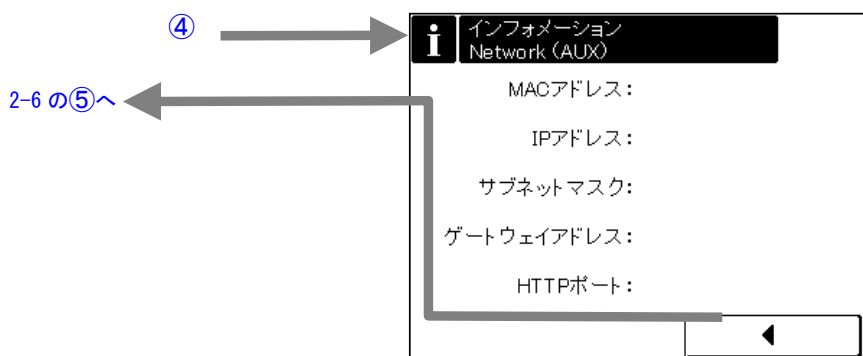 ④
インフォメーション
Network (AUX)
2-6 の⑤へ
MACアドレス:
IPアドレス:
サブネットマスク:
ゲートウェイアドレス:
HTTPポート: